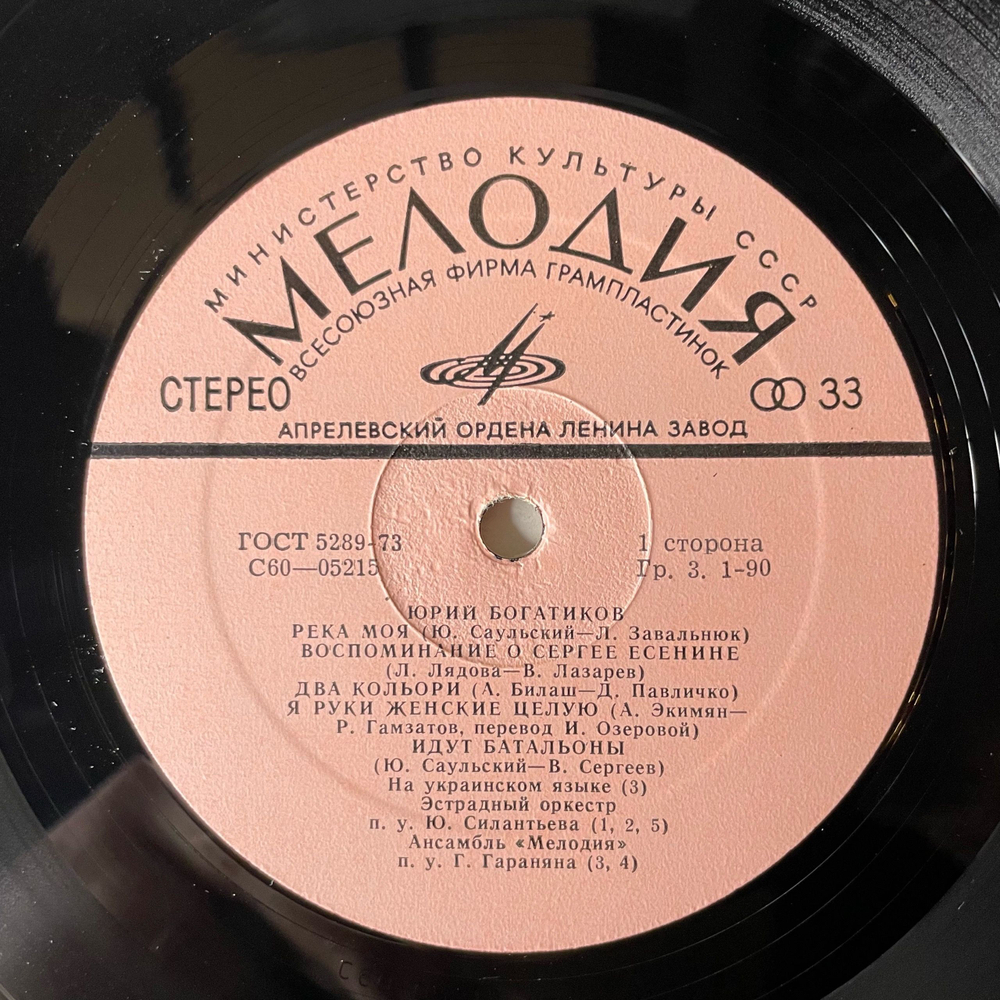 МИНИСТЕРСТВО КУЛЬТУРЫ СССР
МЕЛОДИЯ
ВСЕСОЮЗНАЯ ФИРМА ГРАМПЛАСТИНОК
СТЕРЕО
33
АПРЕЛЕВСКИЙ ОРДЕНА ЛЕНИНА ЗАВОД
ГОСТ 5289-73
1 сторона
С60—05215
Гр. 3. 1-90
ЮРИЙ БОГАТИКОВ
РЕКА МОЯ (Ю. Саульский—Л. Завальнюк)
ВОСПОМИНАНИЕ О СЕРГЕЕ ЕСЕНИНЕ
(Л. Лядова—В. Лазарев)
ДВА КОЛЬОРИ (А. Билаш—Д. Павличко)
Я РУКИ ЖЕНСКИЕ ЦЕЛУЮ (А. Экимян—
Р. Гамзатов, перевод И. Озеровой)
ИДУТ БАТАЛЬОНЫ
(Ю. Саульский—В. Сергеев)
На украинском языке (3)
Эстрадный оркестр
п. у. Ю. Силантьева (1, 2, 5)
Ансамбль «Мелодия»
п. у. Г. Гараняна (3, 4)